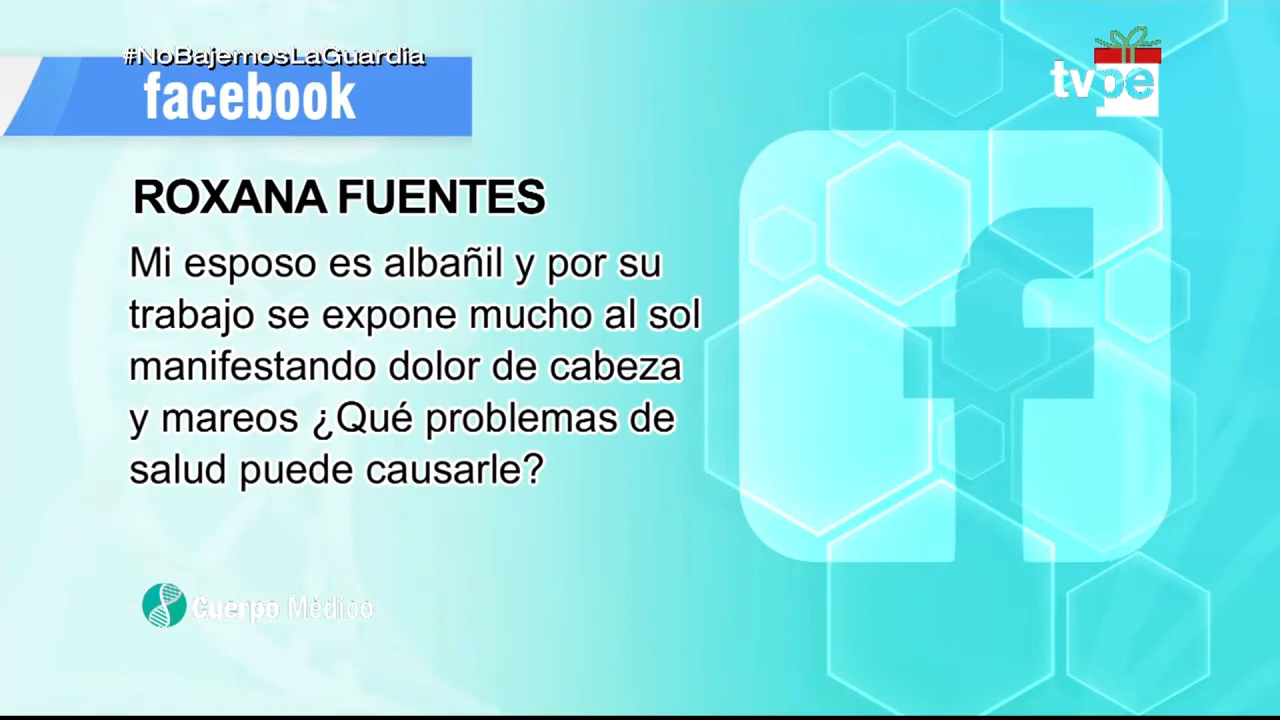 #NoBajemosLaGuardia
facebook
tvpe
ROXANA FUENTES
Mi esposo es albañil y por su
trabajo se expone mucho al sol
manifestando dolor de cabeza
y mareos ¿Qué problemas de
salud puede causarle?
Cuerpo Médico